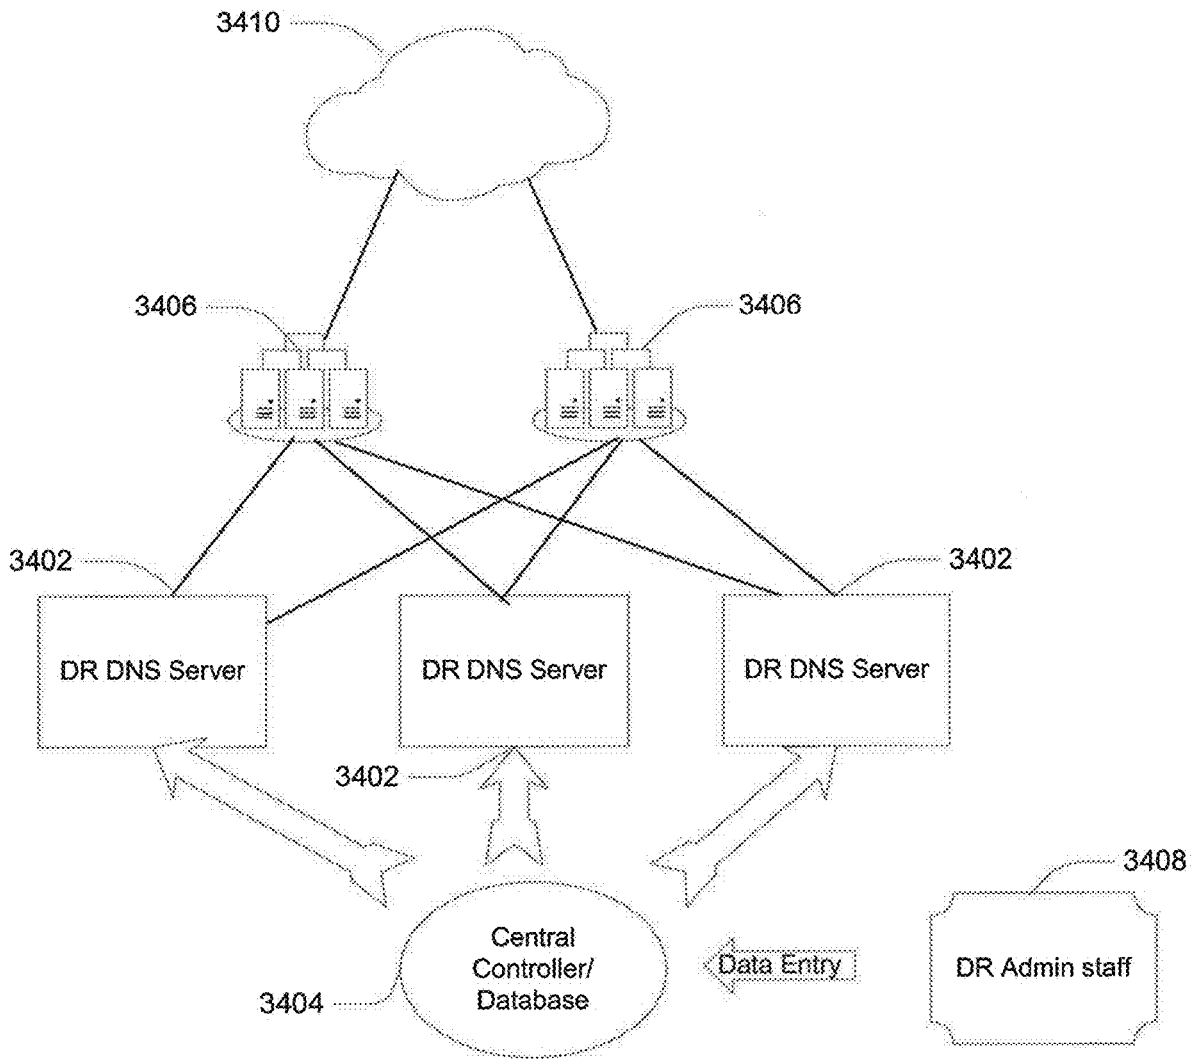 3410
3406
3406
3402
3402
DR DNS Server
DR DNS Server
DR DNS Server
3402
3408
Central
Controller/
Database
Data Entry
DR Admin staff
3404